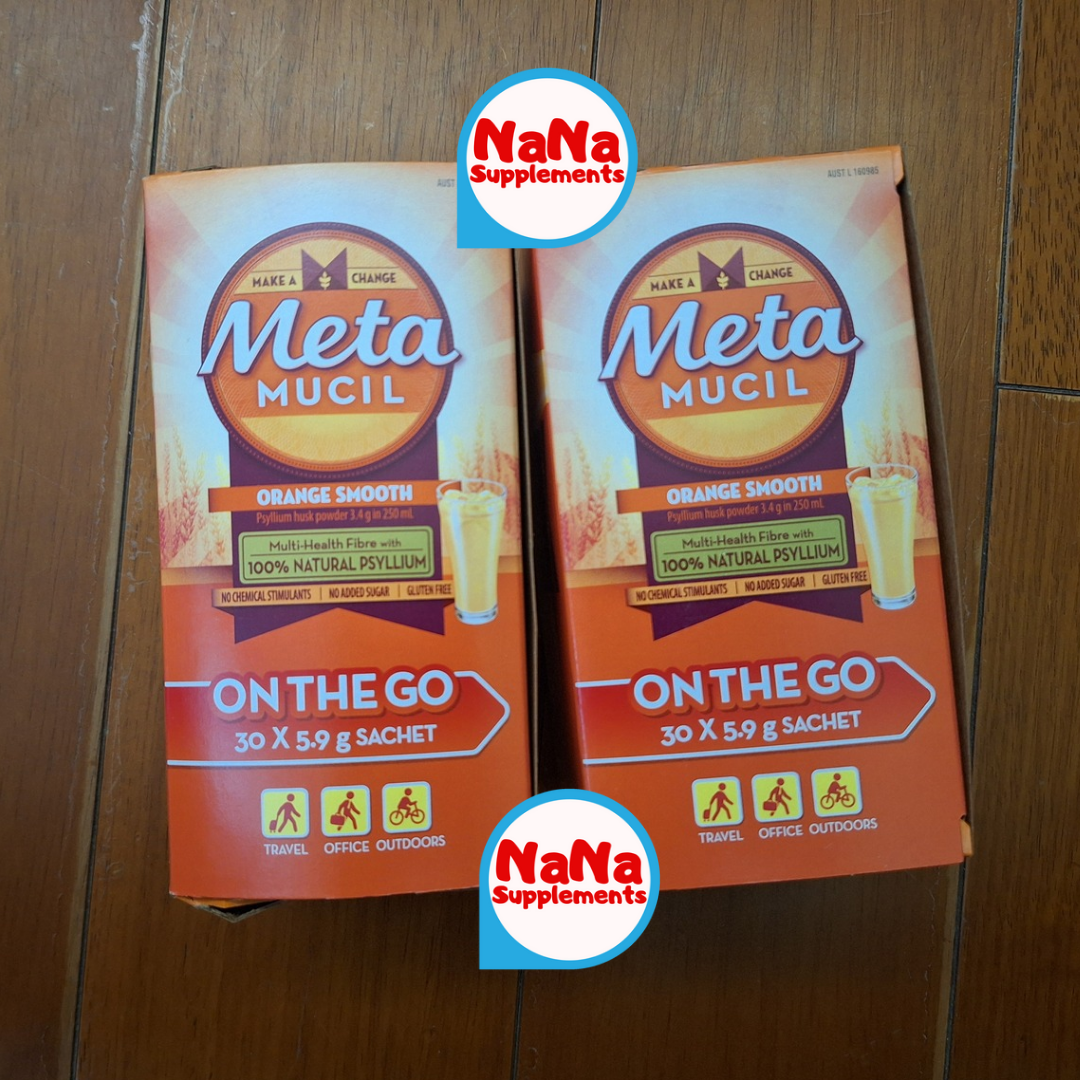 NaNa
Supplements
AUST
MAKE A CHANGE
Meta
MUCIL
ORANGE SMOOTH
Psyllium husk powder 3.4 g in 250 mL
Multi-Health Fibre with
100% NATURAL PSYLLIUM
NO CHEMICAL STIMULANTS | NO ADDED SUGAR | GLUTEN FREE
ON THE GO
30 X 5.9 g SACHET
TRAVEL OFFICE OUTDOORS
AUST L 160985
MAKE A CHANGE
Meta
MUCIL
ORANGE SMOOTH
Psyllium husk powder 3.4 g in 250 mL
Multi-Health Fibre with
100% NATURAL PSYLLIUM
NO CHEMICAL STIMULANTS | NO ADDED SUGAR | GLUTEN FREE
ON THE GO
30 X 5.9 g SACHET
TRAVEL OFFICE OUTDOORS
NaNa
Supplements